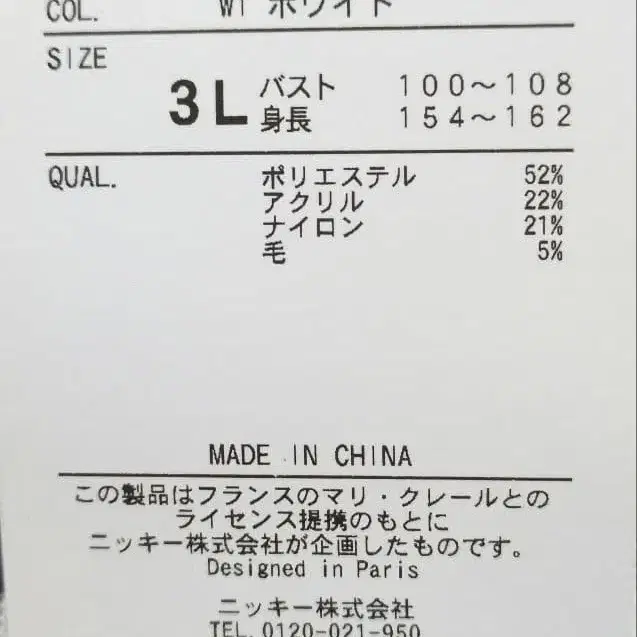 COL. WT ホワイト
SIZE
3L バスト 100～108
身長 154～162
QUAL. ポリエステル 52%
アクリル 22%
ナイロン 21%
毛 5%
MADE IN CHINA
この製品はフランスのマリ・クレールとの
ライセンス提携のもとに
ニッキー株式会社が企画したものです。
Designed in Paris
ニッキー株式会社
TEL.0120-021-950